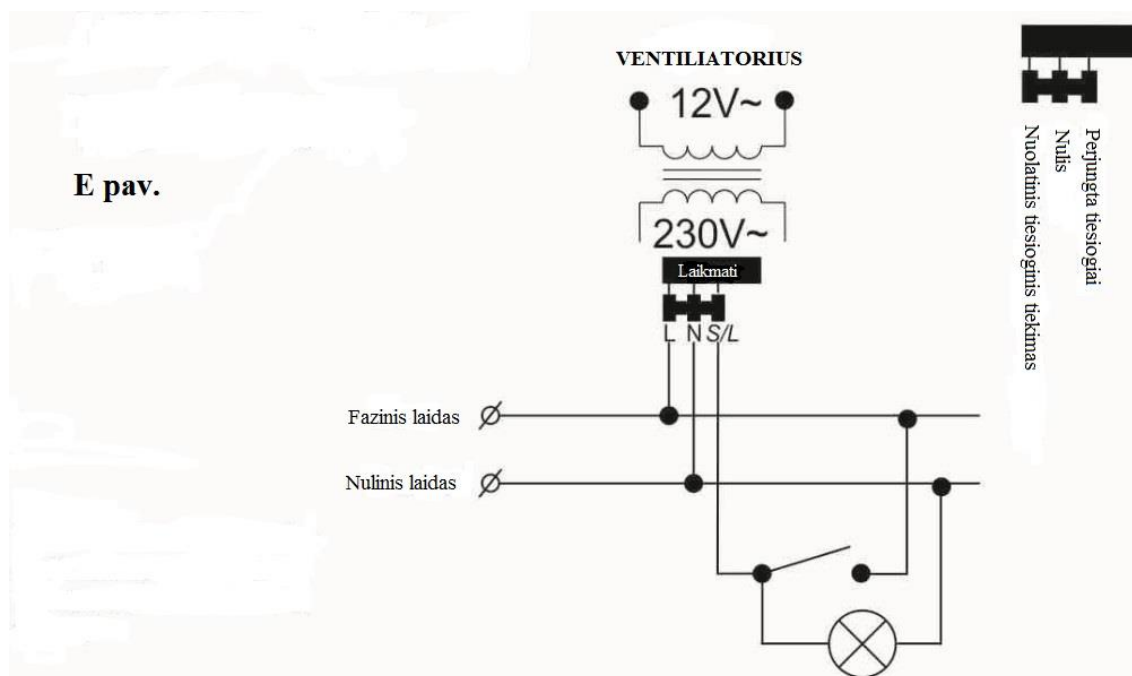 VENTILIATORIUS
12V~
E pav.
230V~
Laikmati
L N S/L
Fazinis laidas
Nulinis laidas
Nuolatinis tiesioginis tiekimas
Nulis
Perjungta tiesiogiai